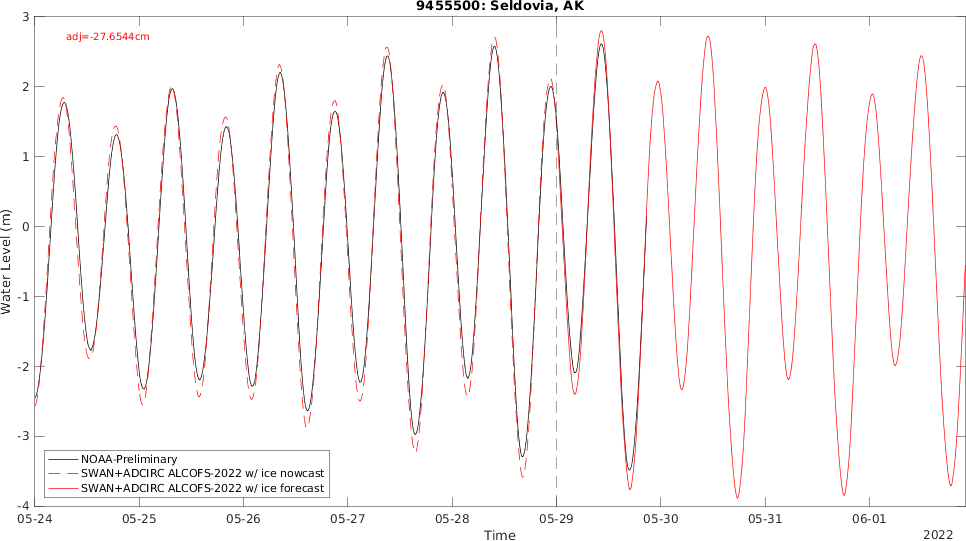 9455500: Seldovia, AK
adj=-27.6544cm
3
2
1
0
-1
-2
-3
-4
Water Level (m)
NOAA-Preliminary
SWAN+ADCIRC ALCOFS-2022 w/ ice nowcast
SWAN+ADCIRC ALCOFS-2022 w/ ice forecast
05-24 05-25 05-26 05-27 05-28 05-29 05-30 05-31 06-01
Time
2022